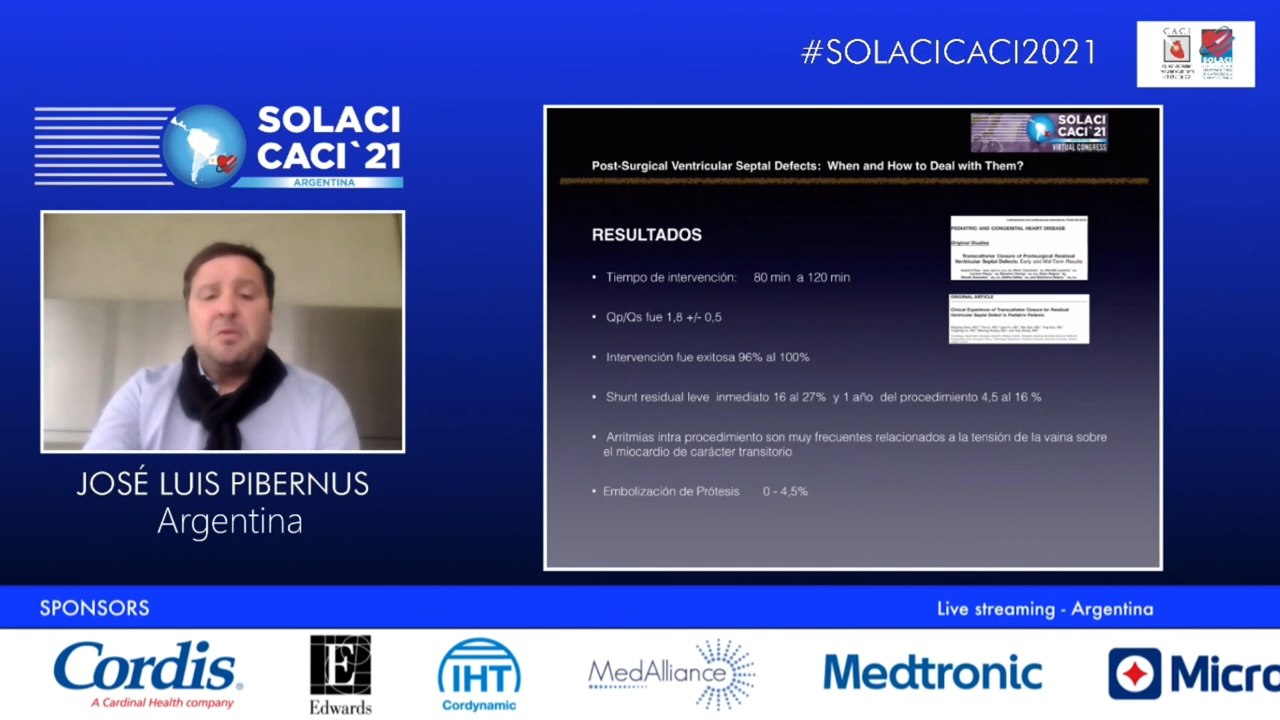 #SOLACICACI2021
CACI
SOLACI
SOLACI
CACI`21
ARGENTINA
JOSÉ LUIS PIBERNUS
Argentina
SOLACI
CACI`21
VIRTUAL CONGRESS
Post-Surgical Ventricular Septal Defects: When and How to Deal with Them?
RESULTADOS
• Tiempo de intervención: 80 min a 120 min
• Qp/Qs fue 1,8 +/- 0,5
• Intervención fue exitosa 96% al 100%
• Shunt residual leve inmediato 16 al 27% y 1 año del procedimiento 4,5 al 16 %
• Arritmias intra procedimiento son muy frecuentes relacionados a la tensión de la vaina sobre
el miocardio de carácter transitorio
• Embolización de Prótesis 0 - 4,5%
PEDIATRIC AND CONGENITAL HEART DISEASE
Original Studies
Transcatheter Closure of Postsurgical Residual
Ventricular Septal Defects: Early and Mid-Term Results
ORIGINAL ARTICLE
Clinical Experience of Transcatheter Closure for Residual
Ventricular Septal Defect in Pediatric Patients
SPONSORS
Live streaming - Argentina
Cordis.
A Cardinal Health company
E
Edwards
IHT
Cordynamic
MedAlliance
Medtronic
Micro